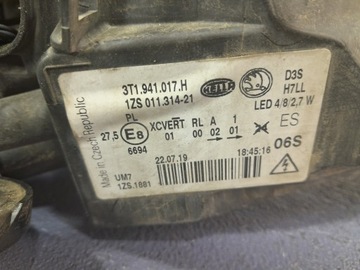 3T1.941.017.H
1ZS 011.314-21
HELLA
D3S
H7LL
LED 4/8/2,7 W
PL
XCVERT RL A 1
ES
27,5 E8 01 00 02 01
6694
06S
22.07.19 18:45:16
UM7
1ZS.1881
Made in Czech Republic